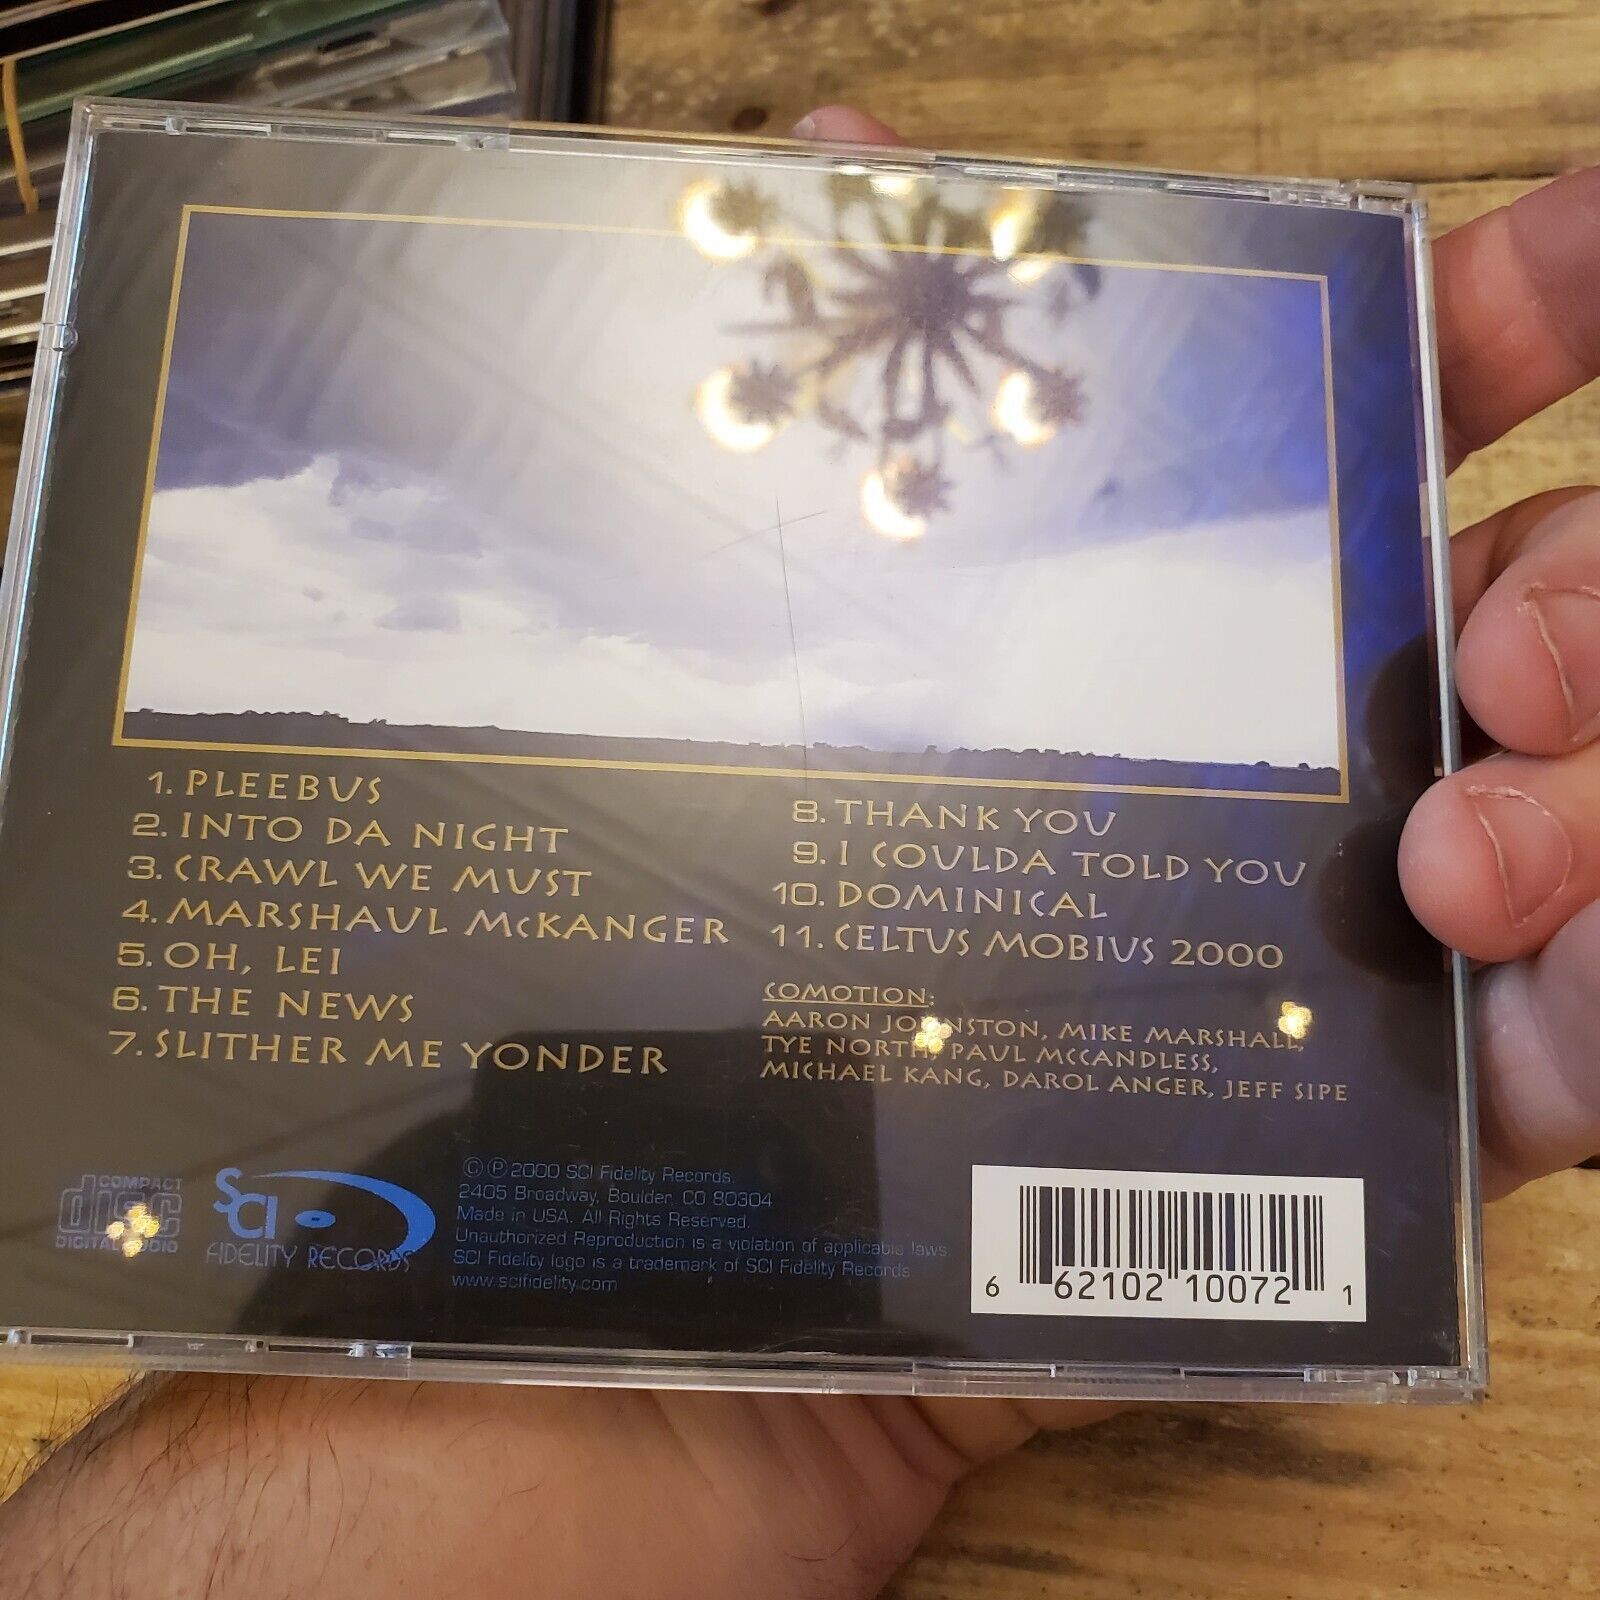 1. PLEEBUS
2. INTO DA NIGHT
3. CRAWL WE MUST
4. MARSHAUL McKANGER
5. OH, LEI
6. THE NEWS
7. SLITHER ME YONDER
8. THANK YOU
9. I COULDA TOLD YOU
10. DOMINICAL
11. CELTUS MOBIUS 2000
COMOTION:
AARON JOHNSTON, MIKE MARSHALL,
TYE NORTH, PAUL MCCANDLESS,
MICHAEL KANG, DAROL ANGER, JEFF SIPE
COMPACT
disc
DIGITAL AUDIO
SCI
FIDELITY RECORDS
© ℗ 2000 SCI Fidelity Records.
2405 Broadway, Boulder, CO 80304
Made in USA. All Rights Reserved.
Unauthorized Reproduction is a violation of applicable laws
SCI Fidelity logo is a trademark of SCI Fidelity Records
www.scifidelity.com
6 62102 10072 1